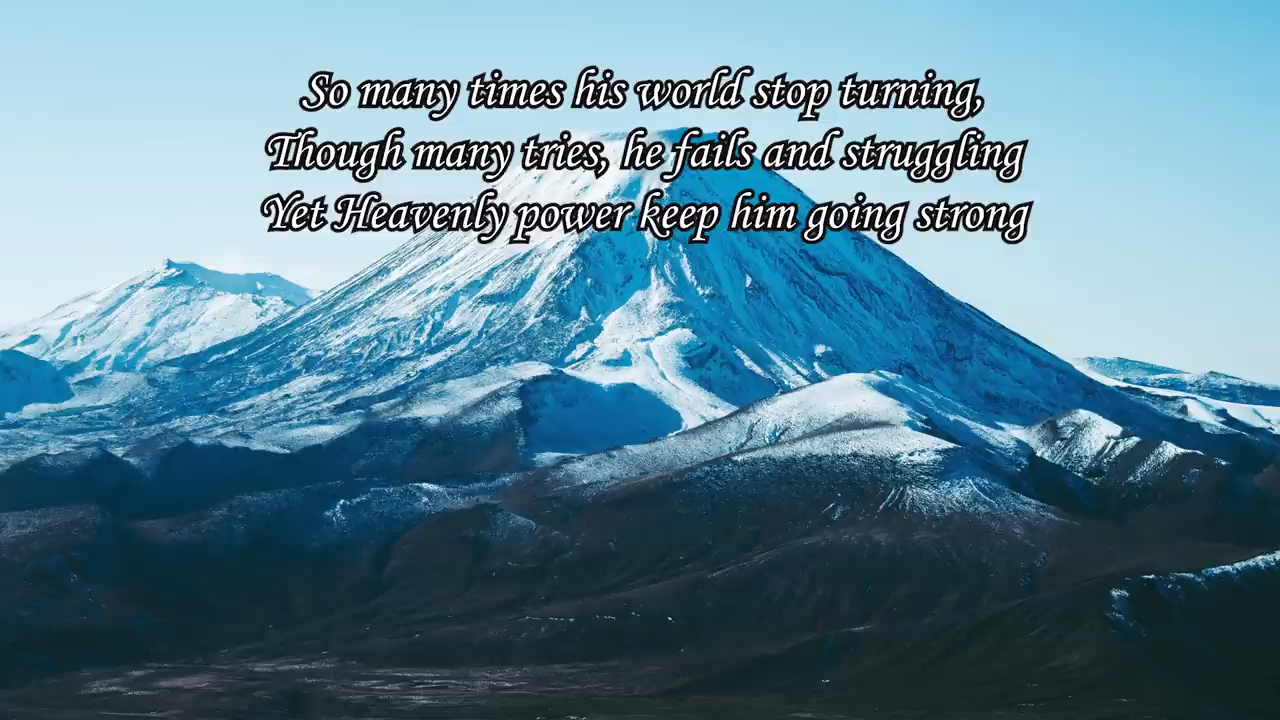 So many times his world stop turning,
Though many tries, he fails and struggling
Yet Heavenly power keep him going strong